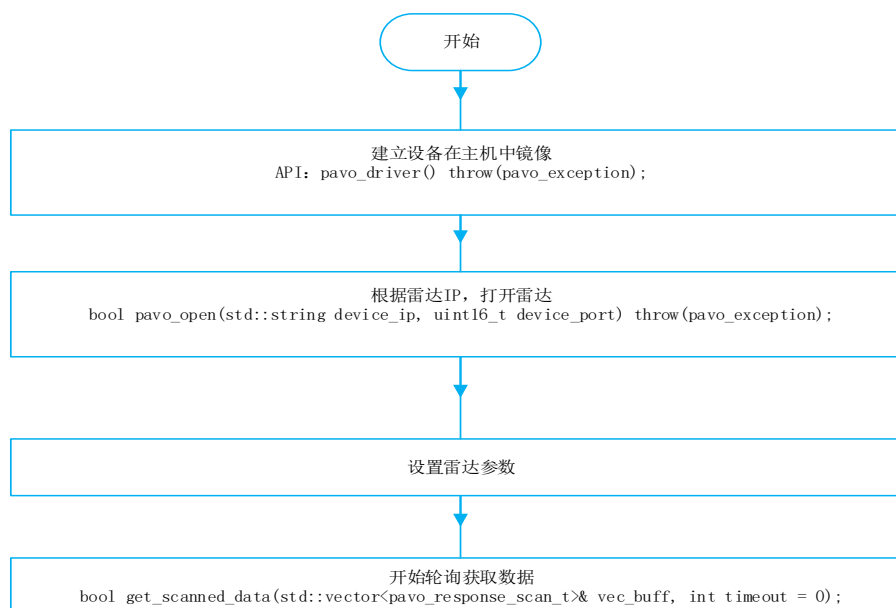 开始
建立设备在主机中镜像
API: pavo_driver() throw(pavo_exception);
根据雷达IP，打开雷达
bool pavo_open(std::string device_ip, uint16_t device_port) throw(pavo_exception);
设置雷达参数
开始轮询获取数据
bool get_scanned_data(std::vector<pavo_response_scan_t>& vec_buff, int timeout = 0);